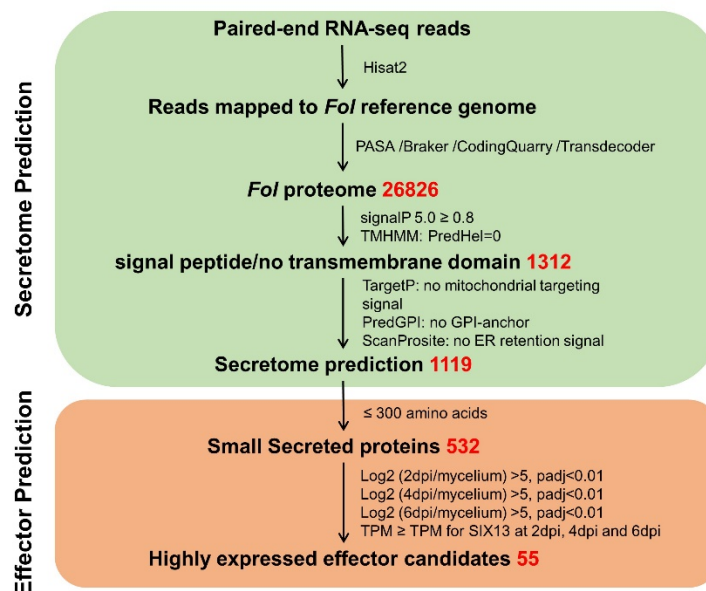 Secretome Prediction
Paired-end RNA-seq reads
Hisat2
Reads mapped to Fol reference genome
PASA /Braker /CodingQuarry /Transdecoder
Fol proteome 26826
signalP 5.0 ≥ 0.8
TMHMM: PredHel=0
signal peptide/no transmembrane domain 1312
TargetP: no mitochondrial targeting
signal
PredGPI: no GPI-anchor
ScanProsite: no ER retention signal
Secretome prediction 1119
Effector Prediction
≤ 300 amino acids
Small Secreted proteins 532
Log2 (2dpi/mycelium) >5, padj<0.01
Log2 (4dpi/mycelium) >5, padj<0.01
Log2 (6dpi/mycelium) >5, padj<0.01
TPM ≥ TPM for SIX13 at 2dpi, 4dpi and 6dpi
Highly expressed effector candidates 55